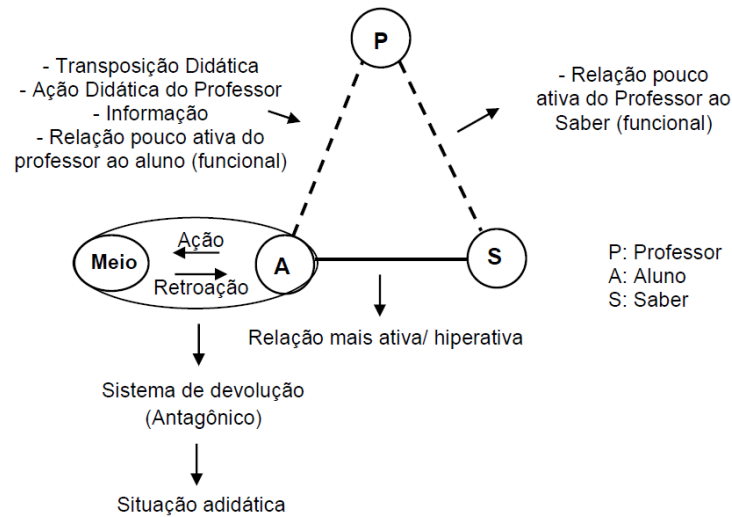 P
- Transposição Didática
- Ação Didática do Professor
- Informação
- Relação pouco ativa do
professor ao aluno (funcional)
- Relação pouco
ativa do Professor ao
Saber (funcional)
Meio
Ação
Retroação
A
S
P: Professor
A: Aluno
S: Saber
Relação mais ativa/ hiperativa
Sistema de devolução
(Antagônico)
Situação adidática